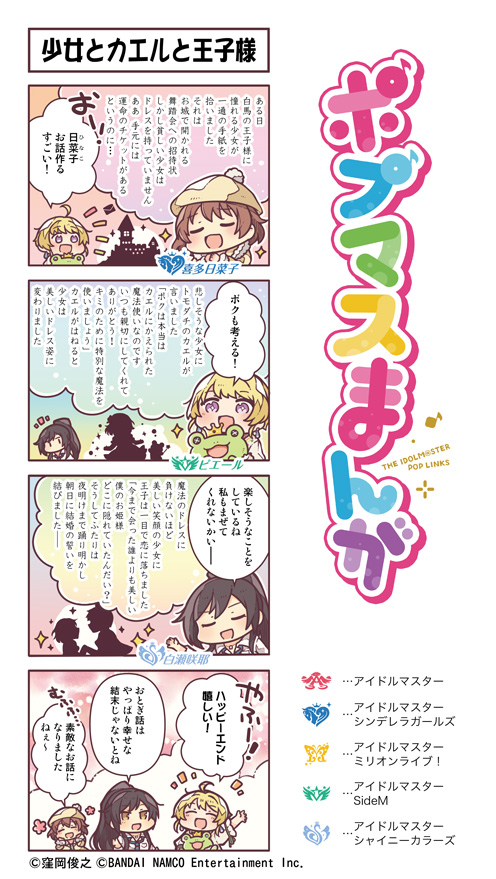 少女とカエルと王子様
ある日
白馬の王子様に
憧れる少女が
一通の手紙を
拾いました
それは
お城で開かれる
舞踏会への招待状
しかし貧しい少女は
ドレスを持っていません
ああ 手元には
運命のチケットがある
というのに…
おぉー!
日菜子
ひなこ
お話作る
すごい!
喜多日菜子
ボクも考える!
悲しそうな少女に
トモダチのカエルが
言いました
「ボクは本当は
魔法使いなのです
カエルにかえられた
いつも親切にしてくれて
ありがとう!
キミのために特別な魔法を
使いましょう」
カエルがはねると
少女は
美しいドレス姿に
変わりました
ピエール
楽しそうなことを
しているね
私もまぜて
くれないかい―
魔法のドレスに
負けないほど
美しい笑顔の少女に
王子は一目で恋に落ちました
「今まで会った誰よりも美しい
僕のお姫様
どこに隠れていたんだい?」
そうしてふたりは
夜明けまで踊り明かし
朝日に結婚の誓いを
結びました――
白瀬咲耶
やふー!!
ハッピーエンド
嬉しい!
おとぎ話は
やっぱり幸せな
結末じゃないとね
むふふ…
素敵なお話に
なりました
ねぇ～
©窪岡俊之 ©BANDAI NAMCO Entertainment Inc.
ポプマスまんが
THE IDOLM@STER
POP LINKS
…アイドルマスター
…アイドルマスター
シンデレラガールズ
…アイドルマスター
ミリオンライブ!
…アイドルマスター
SideM
…アイドルマスター
シャイニーカラーズ